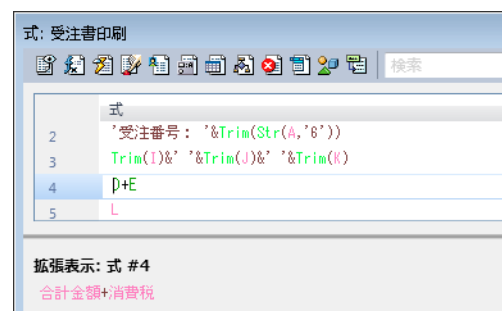 式: 受注書印刷
検索
式
2 '受注番号： '&Trim(Str(A,'6'))
3 Trim(I)&' '&Trim(J)&' '&Trim(K)
4 D+E
5 L
拡張表示: 式 #4
合計金額+消費税